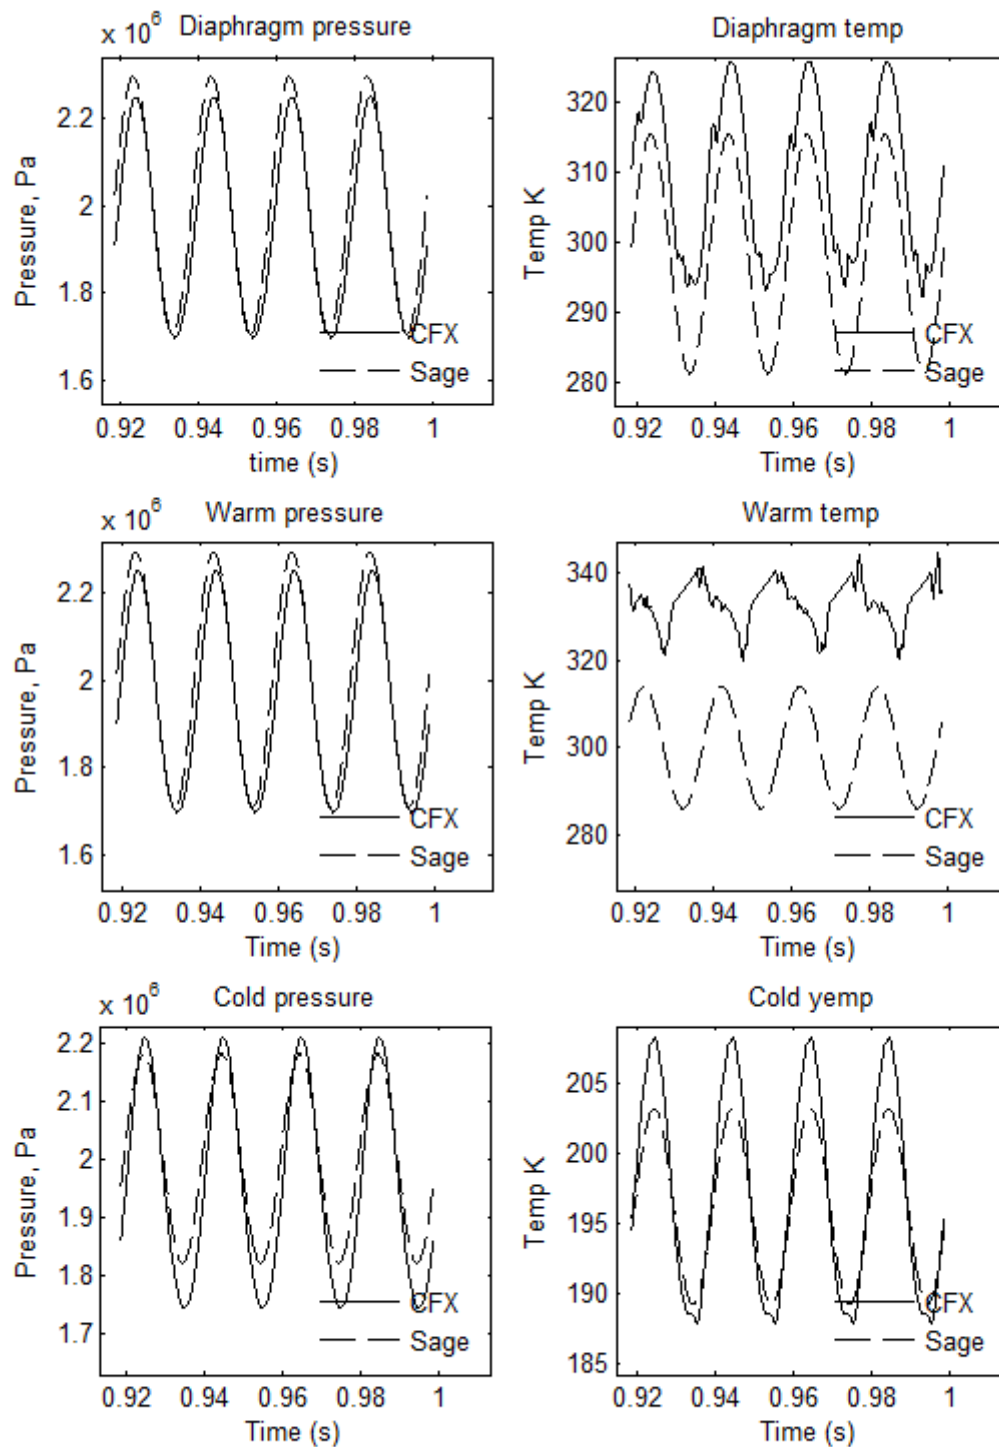 Diaphragm pressure
x 10^6
Pressure, Pa
2.2
2
1.8
1.6
CFX
Sage
0.92 0.94 0.96 0.98 1
time (s)
Diaphragm temp
Temp K
320
310
300
290
280
CFX
Sage
0.92 0.94 0.96 0.98 1
Time (s)
Warm pressure
x 10^6
Pressure, Pa
2.2
2
1.8
1.6
CFX
Sage
0.92 0.94 0.96 0.98 1
Time (s)
Warm temp
Temp K
340
320
300
280
CFX
Sage
0.92 0.94 0.96 0.98 1
Time (s)
Cold pressure
x 10^6
Pressure, Pa
2.2
2.1
2
1.9
1.8
1.7
CFX
Sage
0.92 0.94 0.96 0.98 1
Time (s)
Cold yemp
Temp K
205
200
195
190
185
CFX
Sage
0.92 0.94 0.96 0.98 1
Time (s)